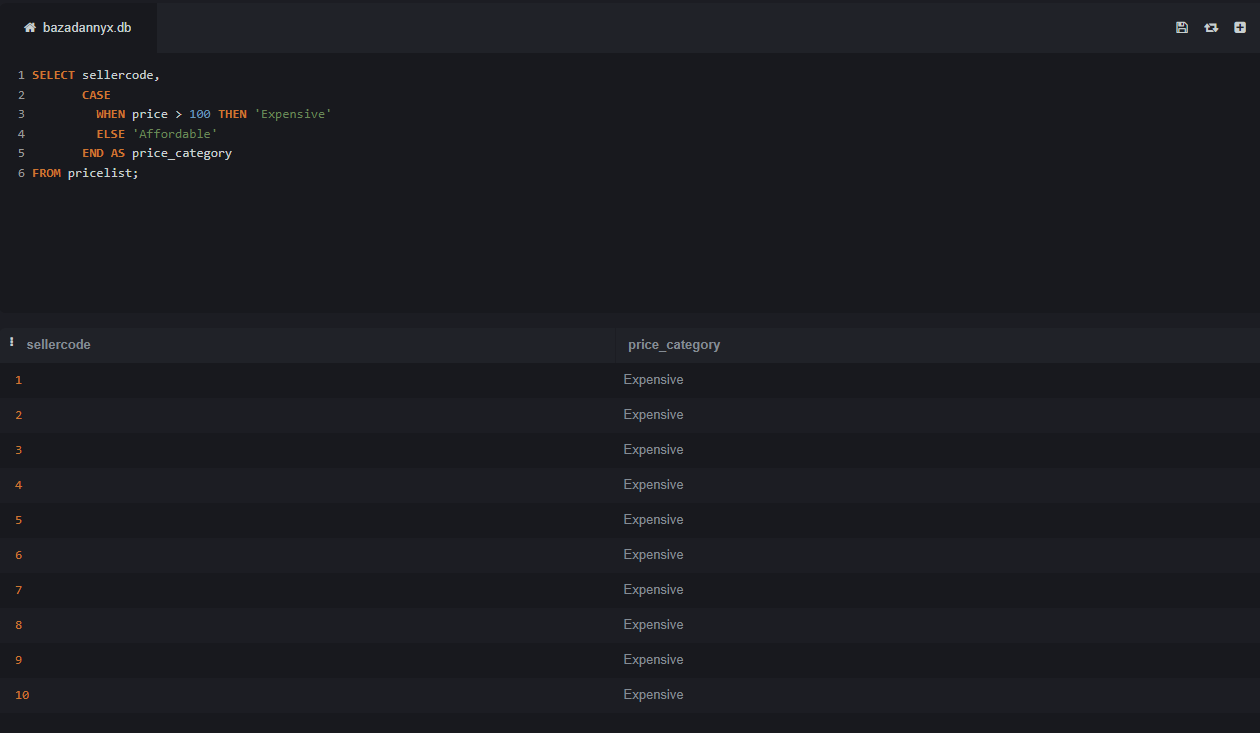 bazadannyx.db
1 SELECT sellercode,
2        CASE
3          WHEN price > 100 THEN 'Expensive'
4          ELSE 'Affordable'
5        END AS price_category
6 FROM pricelist;
sellercode price_category
1 Expensive
2 Expensive
3 Expensive
4 Expensive
5 Expensive
6 Expensive
7 Expensive
8 Expensive
9 Expensive
10 Expensive